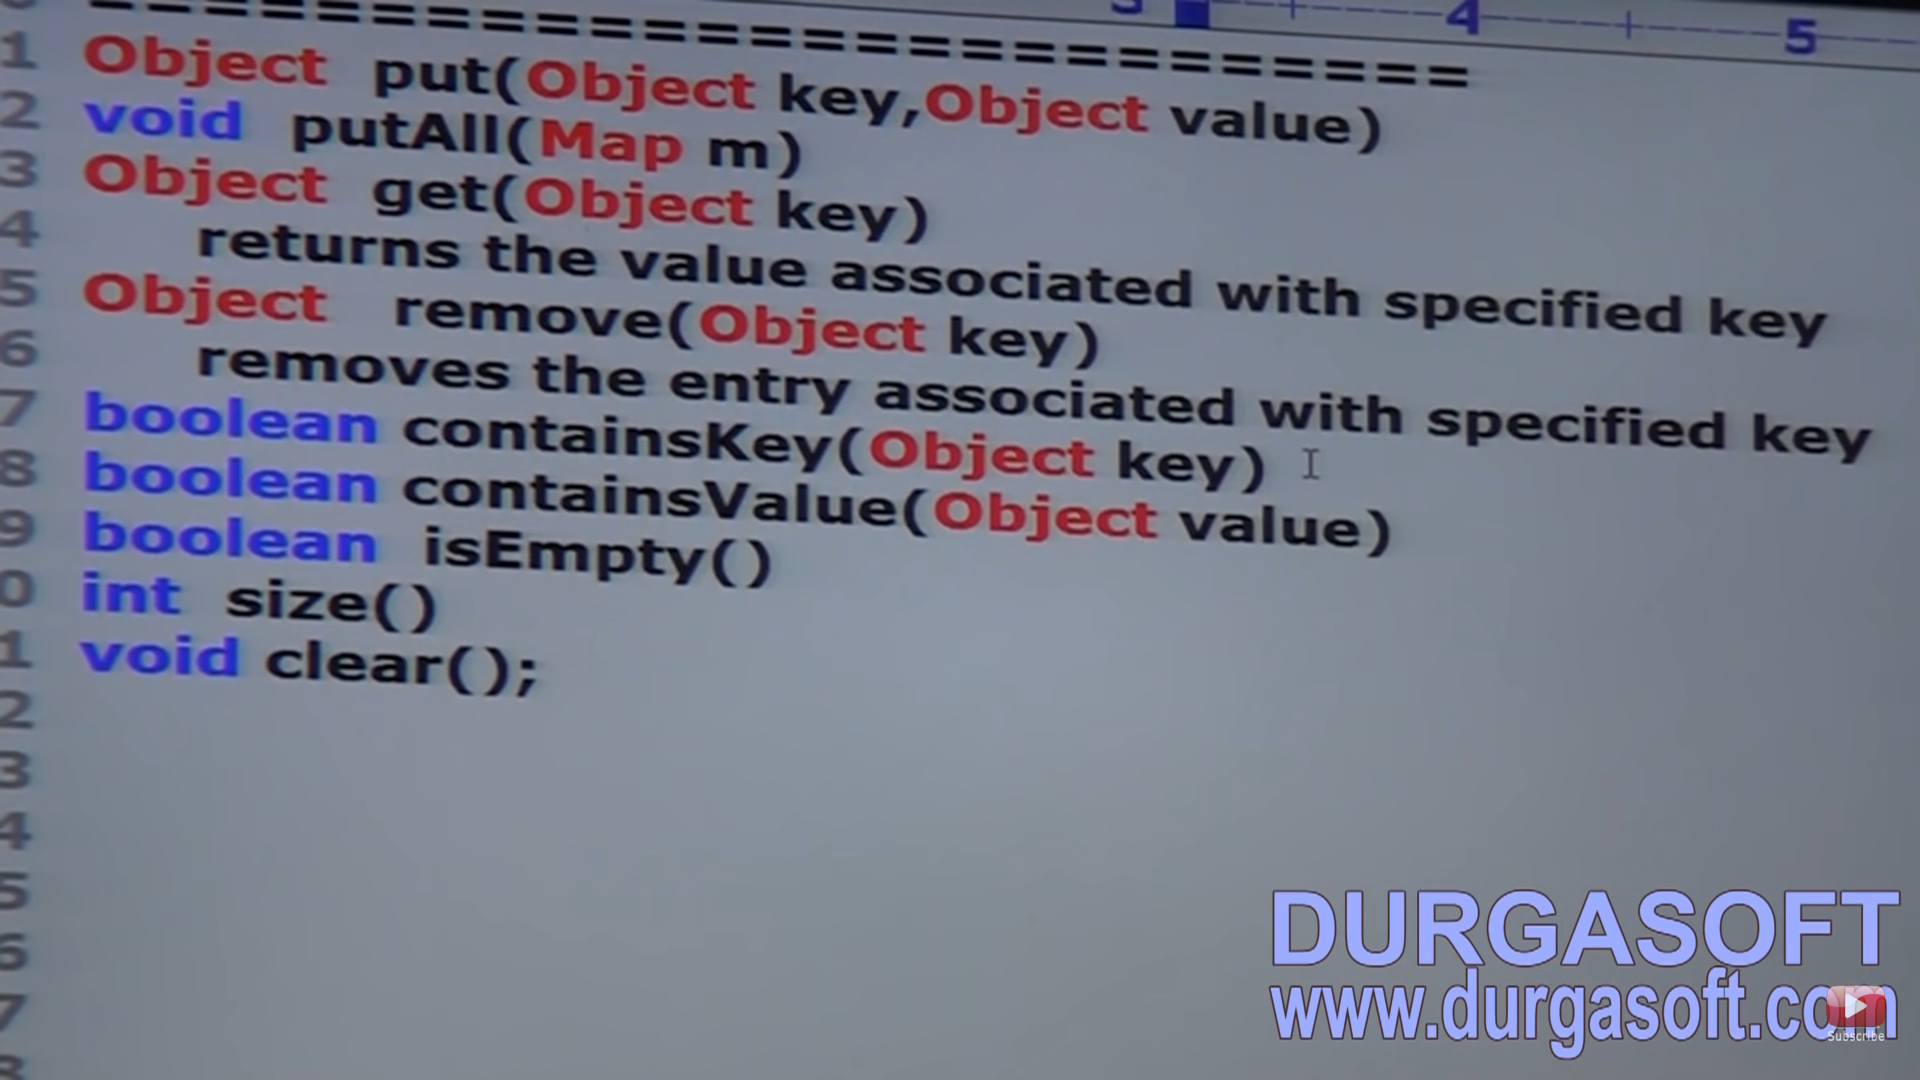 3 4 5
==========================
1 Object put(Object key,Object value)
2 void putAll(Map m)
3 Object get(Object key)
4 returns the value associated with specified key
5 Object remove(Object key)
6 removes the entry associated with specified key
7 boolean containsKey(Object key)
8 boolean containsValue(Object value)
9 boolean isEmpty()
0 int size()
1 void clear();
2
3
4
5
6
7
8
DURGASOFT
www.durgasoft.com
Subscribe